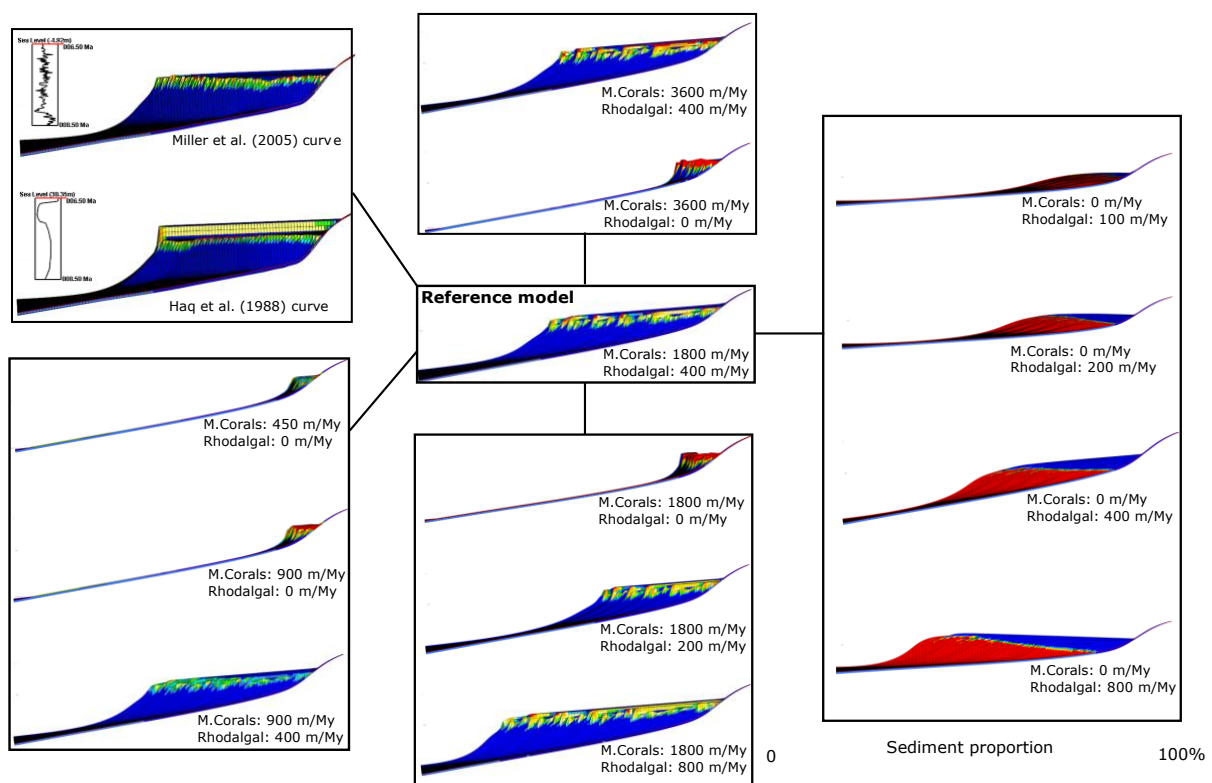 Sea Level (-4.92m)
006.50 Ma
008.50 Ma
Miller et al. (2005) curve
Sea Level (38.36m)
006.50 Ma
008.50 Ma
Haq et al. (1988) curve
M.Corals: 3600 m/My
Rhodalgal: 400 m/My
M.Corals: 3600 m/My
Rhodalgal: 0 m/My
Reference model
M.Corals: 1800 m/My
Rhodalgal: 400 m/My
M.Corals: 450 m/My
Rhodalgal: 0 m/My
M.Corals: 900 m/My
Rhodalgal: 0 m/My
M.Corals: 900 m/My
Rhodalgal: 400 m/My
M.Corals: 1800 m/My
Rhodalgal: 0 m/My
M.Corals: 1800 m/My
Rhodalgal: 200 m/My
M.Corals: 1800 m/My
Rhodalgal: 800 m/My
M.Corals: 0 m/My
Rhodalgal: 100 m/My
M.Corals: 0 m/My
Rhodalgal: 200 m/My
M.Corals: 0 m/My
Rhodalgal: 400 m/My
M.Corals: 0 m/My
Rhodalgal: 800 m/My
0 Sediment proportion 100%